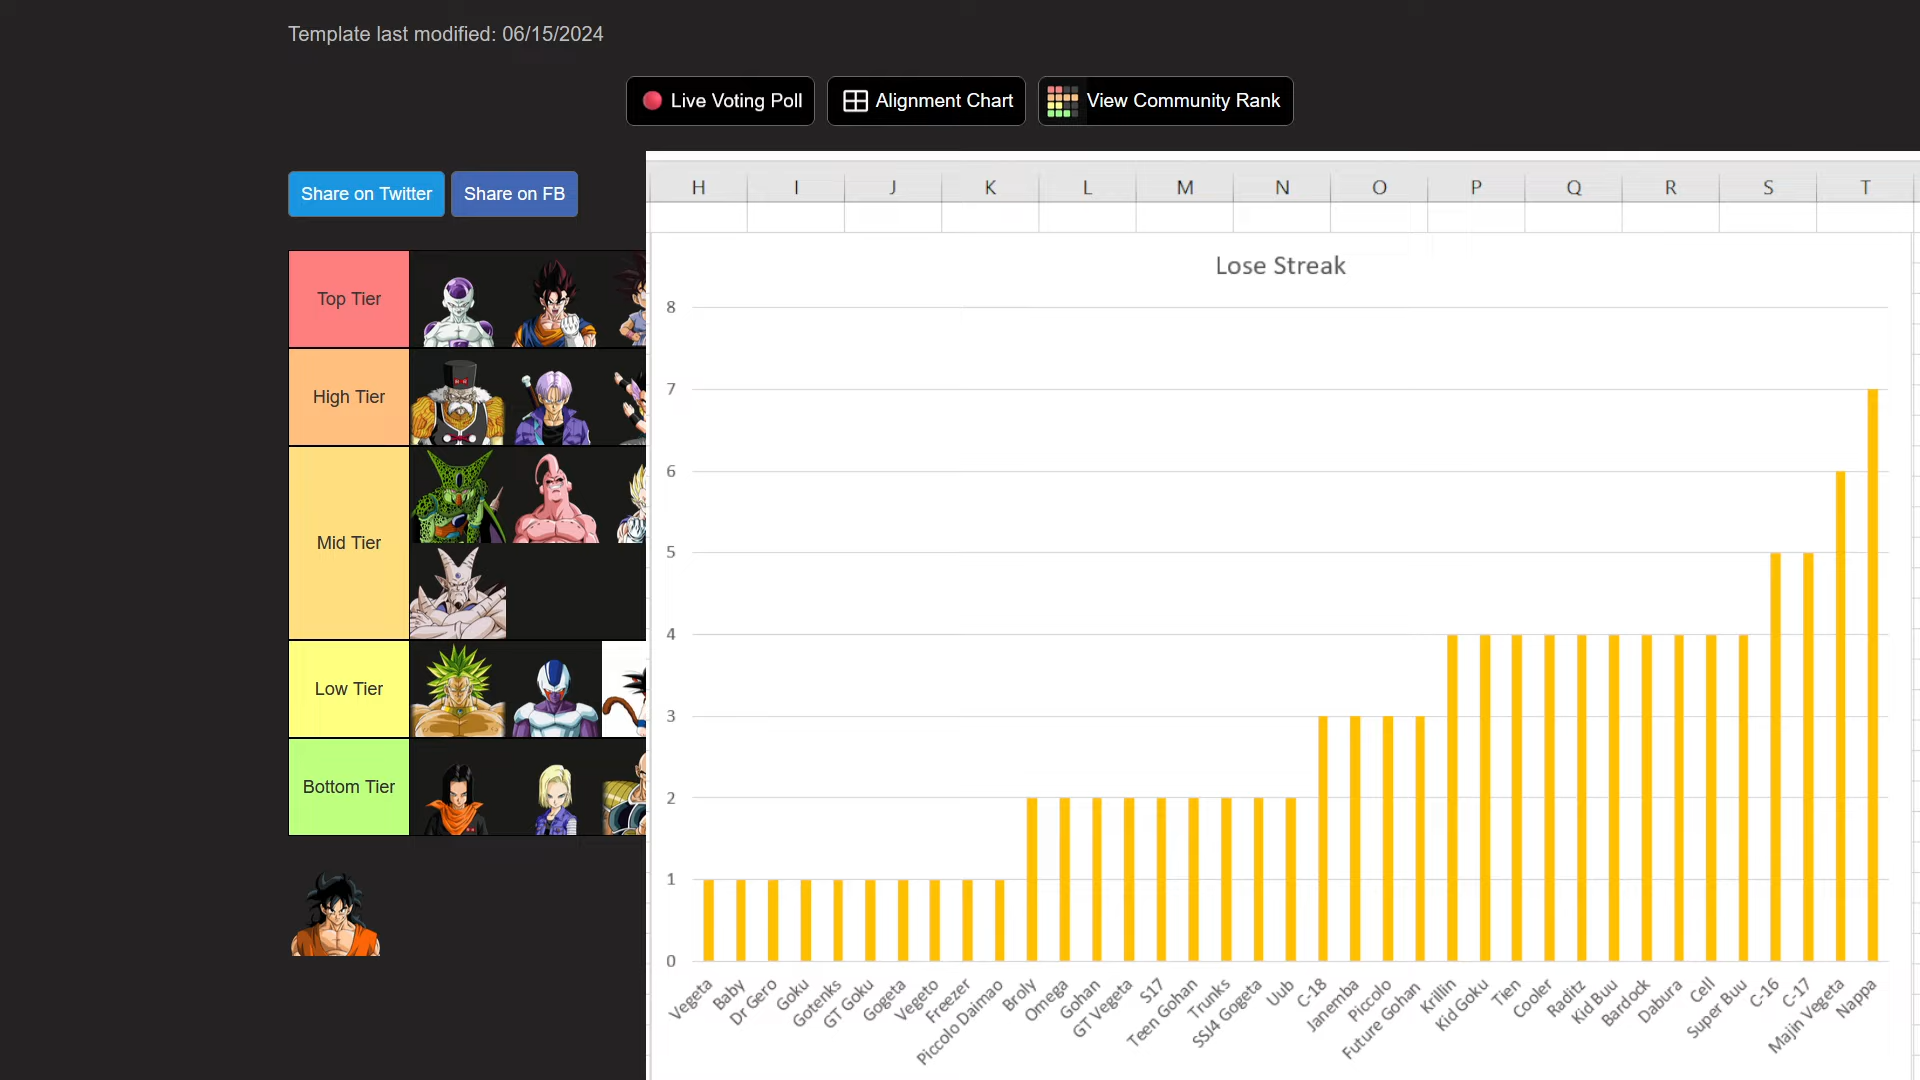 Template last modified: 06/15/2024
Live Voting Poll
Alignment Chart
View Community Rank
Share on Twitter
Share on FB
H I J K L M N O P Q R S T
Top Tier
High Tier
Mid Tier
Low Tier
Bottom Tier
Lose Streak
8
7
6
5
4
3
2
1
0
Vegeta
Baby
Dr Gero
Goku
Gotenks
GT Goku
Gogeta
Vegeto
Freezer
Piccolo Daimao
Broly
Omega
Gohan
GT Vegeta
S17
Teen Gohan
Trunks
SSJ4 Gogeta
Uub
C-18
Janemba
Piccolo
Future Gohan
Krillin
Kid Goku
Tien
Cooler
Raditz
Kid Buu
Bardock
Dabura
Cell
Super Buu
C-16
C-17
Majin Vegeta
Nappa